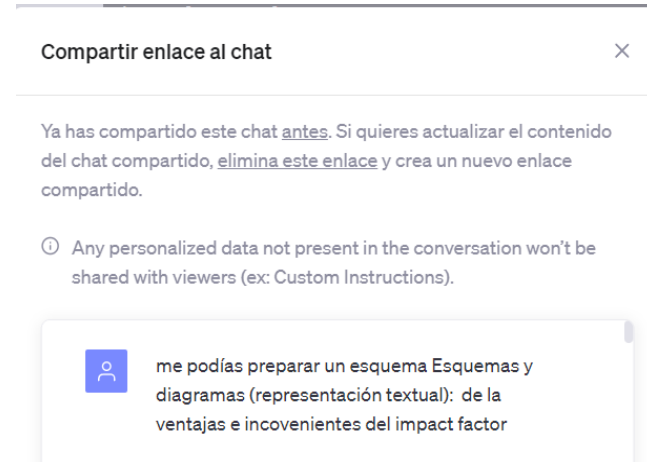 Compartir enlace al chat
Ya has compartido este chat antes. Si quieres actualizar el contenido
del chat compartido, elimina este enlace y crea un nuevo enlace
compartido.
Any personalized data not present in the conversation won't be
shared with viewers (ex: Custom Instructions).
me podías preparar un esquema Esquemas y
diagramas (representación textual): de la
ventajas e incovenientes del impact factor